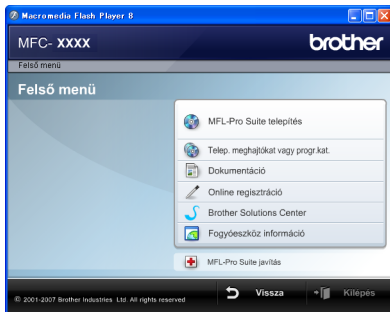 Macromedia Flash Player 8
MFC- XXXX
brother
Felső menü
Felső menü
MFL-Pro Suite telepítés
Telep. meghajtókat vagy progr.kat.
Dokumentáció
Online regisztráció
Brother Solutions Center
Fogyóeszköz információ
MFL-Pro Suite javítás
© 2001-2007 Brother Industries Ltd. All rights reserved
Vissza
Kilépés